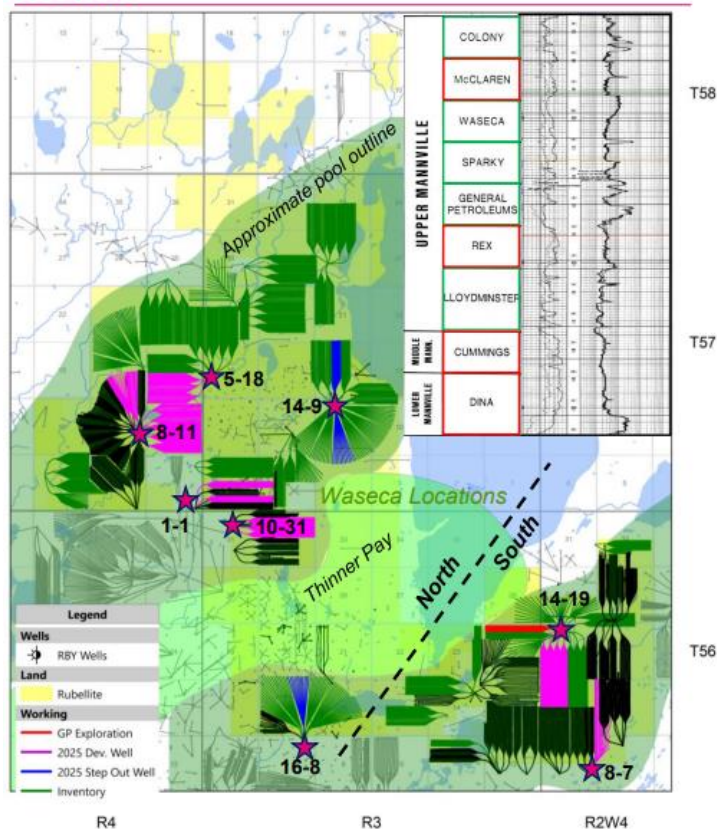 COLONY
McCLAREN
WASECA
SPARKY
GENERAL
PETROLEUMS
REX
LLOYDMINSTER
CUMMINGS
DINA
UPPER MANNVILLE
MIDDLE
MANN.
LOWER
MANNVILLE
T58
Approximate pool outline
T57
5-18
14-9
8-11
Waseca Locations
1-1
10-31
Thinner Pay
North
South
14-19
T56
16-8
8-7
Legend
Wells
RBY Wells
Land
Rubellite
Working
GP Exploration
2025 Dev. Well
2025 Step Out Well
Inventory
R4
R3
R2W4